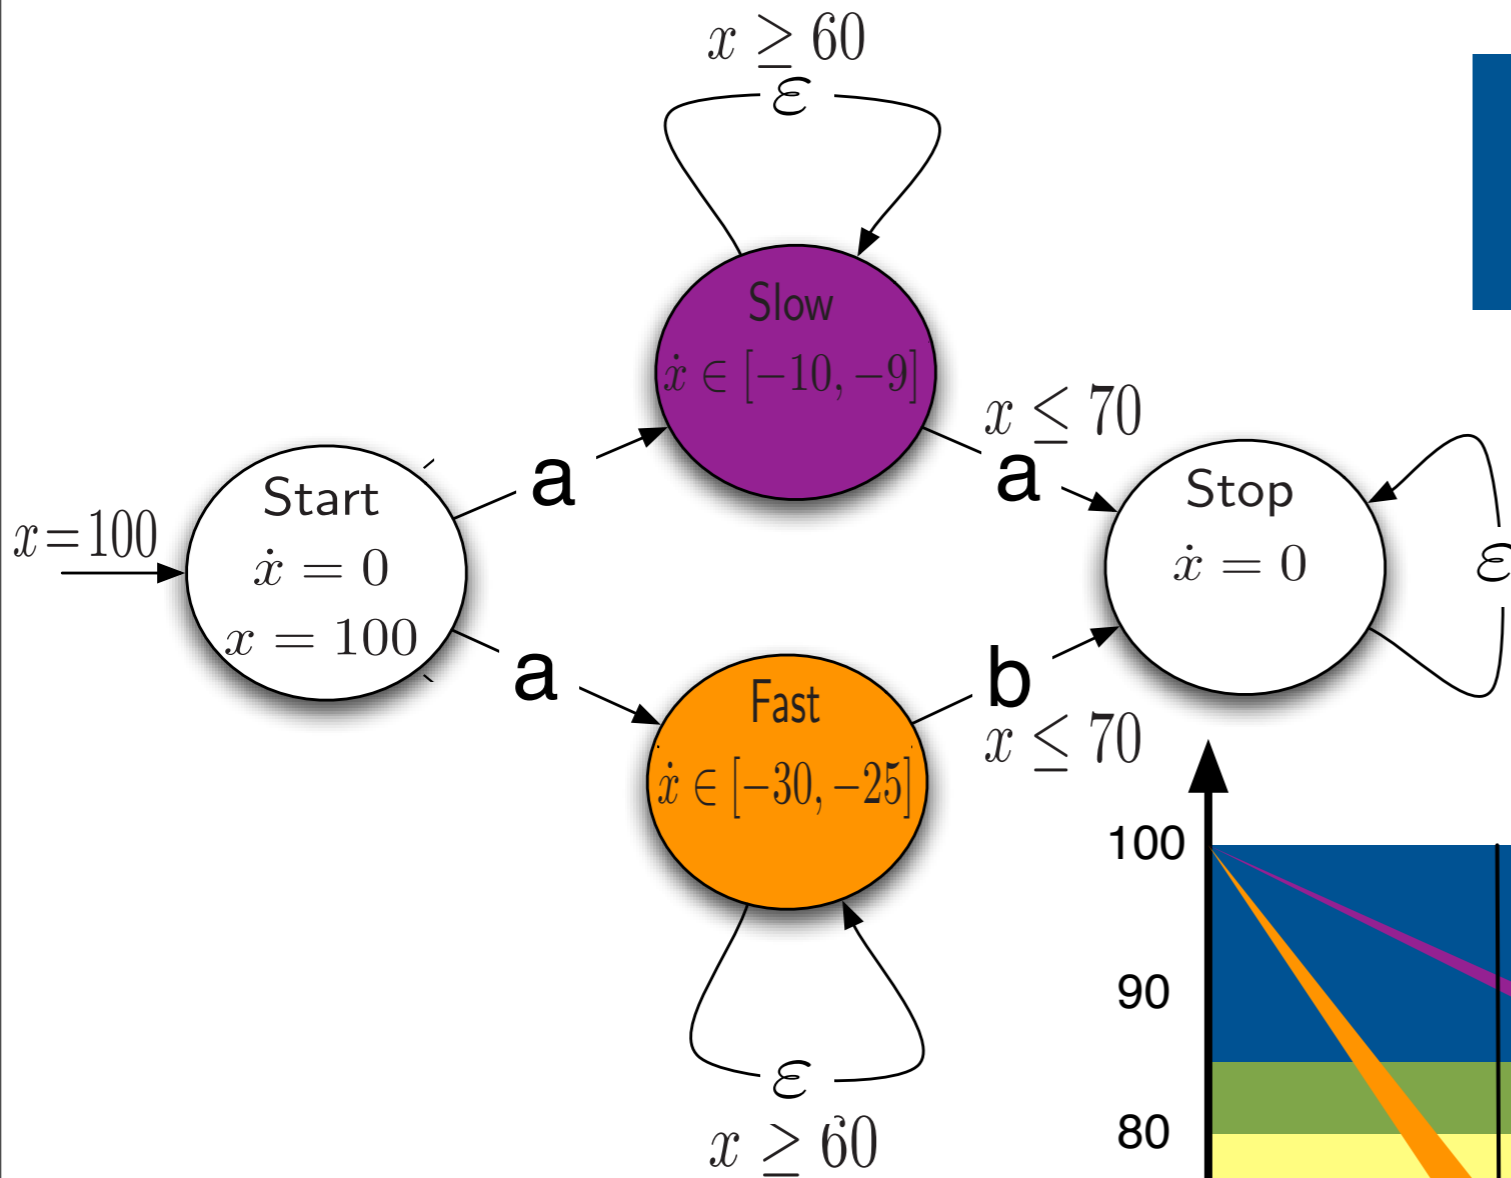 x ≥ 60
ε
Slow
ẋ ∈ [−10, −9]
x ≤ 70
a
a
Start
ẋ = 0
x = 100
x=100
Stop
ẋ = 0
ε
a
Fast
ẋ ∈ [−30, −25]
b
x ≤ 70
ε
x ≥ 60
100
90
80